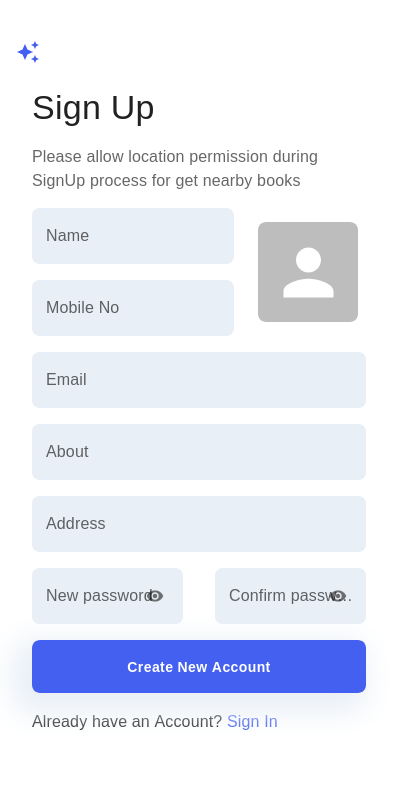 Sign Up
Please allow location permission during
SignUp process for get nearby books
Name
Mobile No
Email
About
Address
New password
Confirm passw...
Create New Account
Already have an Account? Sign In